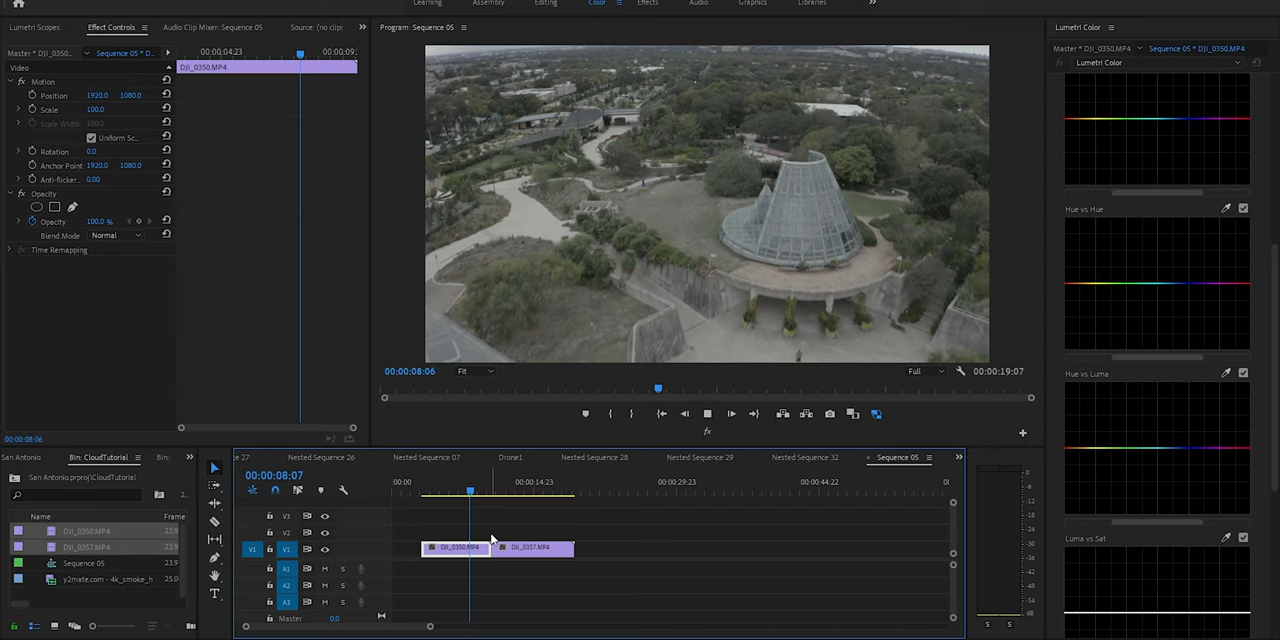 Learning Assembly Editing Color Effects Audio Graphics Libraries
Lumetri Scopes Effect Controls Audio Clip Mixer: Sequence 05 Source: (no clip
Program: Sequence 05
Lumetri Color
Master * DJI_0350... Sequence 05 * D...
00:00:04:23 00:00:09:
Master * DJI_0350.MP4 Sequence 05 * DJI_0350.MP4
fx Lumetri Color
Video
DJI_0350.MP4
fx Motion
Position 1920.0 1080.0
Scale 100.0
Scale Width 100.0
Uniform Sc...
Rotation 0.0
Anchor Point 1920.0 1080.0
Anti-flicker... 0.00
fx Opacity
Opacity 100.0 %
Blend Mode Normal
fx Time Remapping
Hue vs Hue
Hue vs Luma
Luma vs Sat
00:00:08:06 Fit Full 00:00:19:07
fx
00:00:08:06
San Antonio Bin: CloudTutorial Bin:
San Antonio.prproj\CloudTutorial
2...
Name Frame
DJI_0350.MP4 23.9
DJI_0357.MP4 23.9
Sequence 05 23.9
y2mate.com - 4k_smoke_h 25.0
27 Nested Sequence 26 Nested Sequence 07 Drone1 Nested Sequence 28 Nested Sequence 29 Nested Sequence 32 Sequence 05
00:00:08:07
:00:00 00:00:14:23 00:00:29:23 00:00:44:22 00
V3
V2
V1 V1 DJI_0350.MP4 DJI_0357.MP4
A1 M S
A2 M S
A3 M S
Master 0.0
0
-6
-12
-18
-24
-30
-36
-42
-48
-54
dB
S S